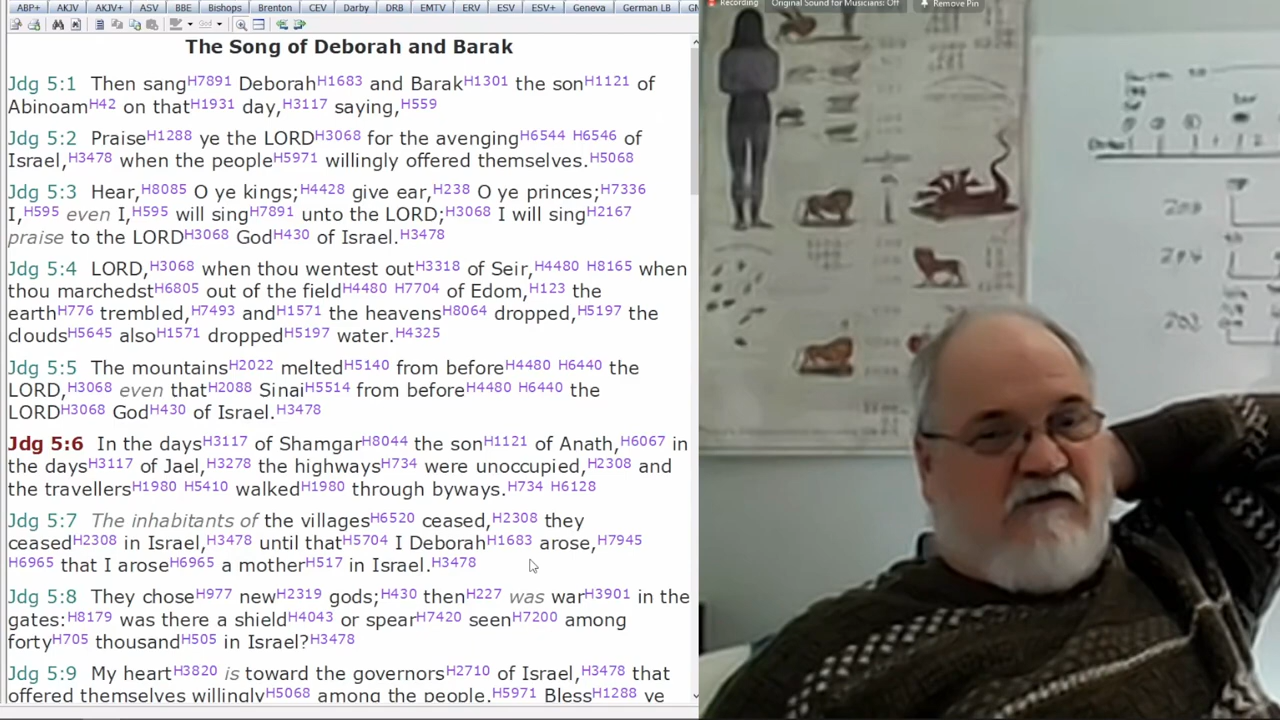 ABP+ AKJV AKJV+ ASV BBE Bishops Brenton CEV Darby DRB EMTV ERV ESV ESV+ Geneva German LB
Recording Original Sound for Musicians: Off Remove Pin
The Song of Deborah and Barak
Jdg 5:1 Then sangH7891 DeborahH1683 and BarakH1301 the sonH1121 of
AbinoamH42 on thatH1931 day,H3117 saying,H559
Jdg 5:2 PraiseH1288 ye the LORDH3068 for the avengingH6544 H6546 of
Israel,H3478 when the peopleH5971 willingly offered themselves.H5068
Jdg 5:3 Hear,H8085 O ye kings;H4428 give ear,H238 O ye princes;H7336
I,H595 even I,H595 will singH7891 unto the LORD;H3068 I will singH2167
praise to the LORDH3068 GodH430 of Israel.H3478
Jdg 5:4 LORD,H3068 when thou wentest outH3318 of Seir,H4480 H8165 when
thou marchedstH6805 out of the fieldH4480 H7704 of Edom,H123 the
earthH776 trembled,H7493 andH1571 the heavensH8064 dropped,H5197 the
cloudsH5645 alsoH1571 droppedH5197 water.H4325
Jdg 5:5 The mountainsH2022 meltedH5140 from beforeH4480 H6440 the
LORD,H3068 even thatH2088 SinaiH5514 from beforeH4480 H6440 the
LORDH3068 GodH430 of Israel.H3478
Jdg 5:6 In the daysH3117 of ShamgarH8044 the sonH1121 of Anath,H6067 in
the daysH3117 of Jael,H3278 the highwaysH734 were unoccupied,H2308 and
the travellersH1980 H5410 walkedH1980 through byways.H734 H6128
Jdg 5:7 The inhabitants of the villagesH6520 ceased,H2308 they
ceasedH2308 in Israel,H3478 until thatH5704 I DeborahH1683 arose,H7945
H6965 that I aroseH6965 a motherH517 in Israel.H3478
Jdg 5:8 They choseH977 newH2319 gods;H430 thenH227 was warH3901 in the
gates:H8179 was there a shieldH4043 or spearH7420 seenH7200 among
fortyH705 thousandH505 in Israel?H3478
Jdg 5:9 My heartH3820 is toward the governorsH2710 of Israel,H3478 that
offered themselves willinglyH5068 among the people.H5971 BlessH1288 ye